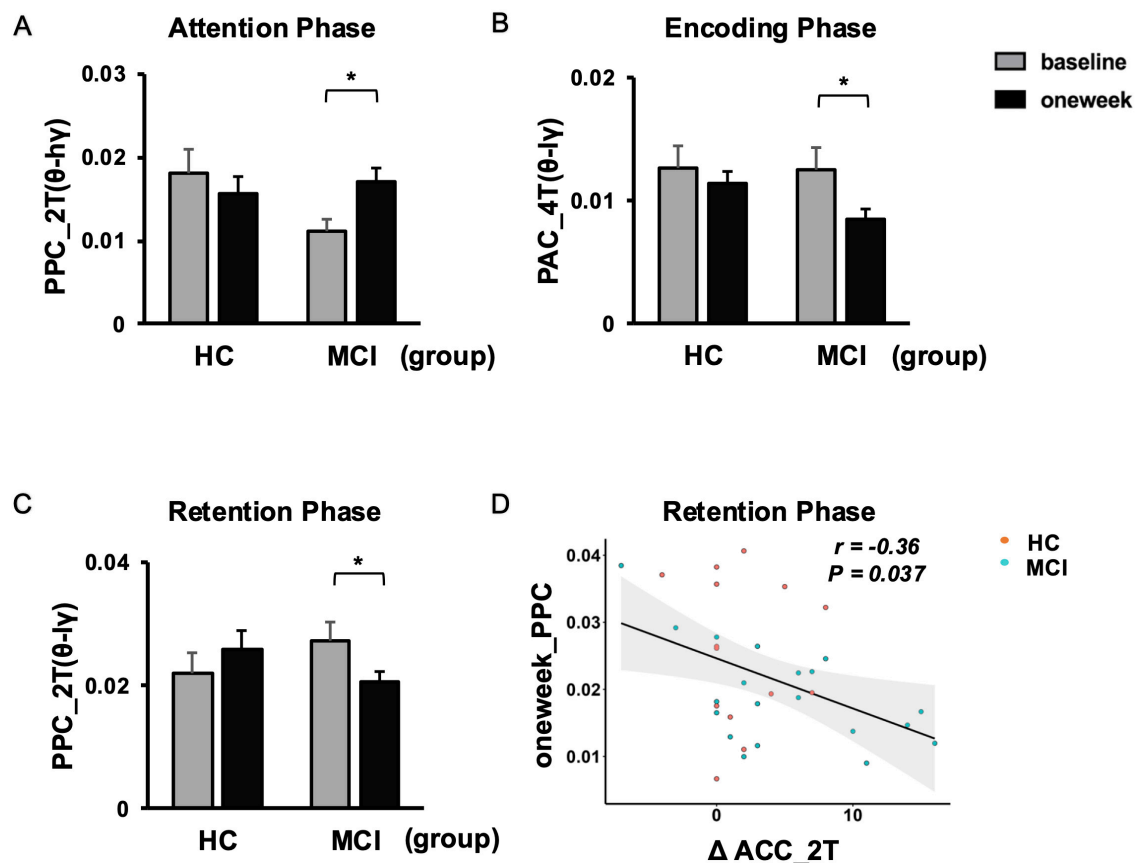 A
Attention Phase
PPC_2T(θ-hγ)
0.03
0.02
0.01
0
*
HC
MCI
(group)
B
Encoding Phase
PAC_4T(θ-lγ)
0.02
0.01
0
*
HC
MCI
(group)
baseline
oneweek
C
Retention Phase
PPC_2T(θ-lγ)
0.04
0.02
0
*
HC
MCI
(group)
D
Retention Phase
r = -0.36
P = 0.037
oneweek_PPC
0.04
0.03
0.02
0.01
0
10
Δ ACC_2T
HC
MCI